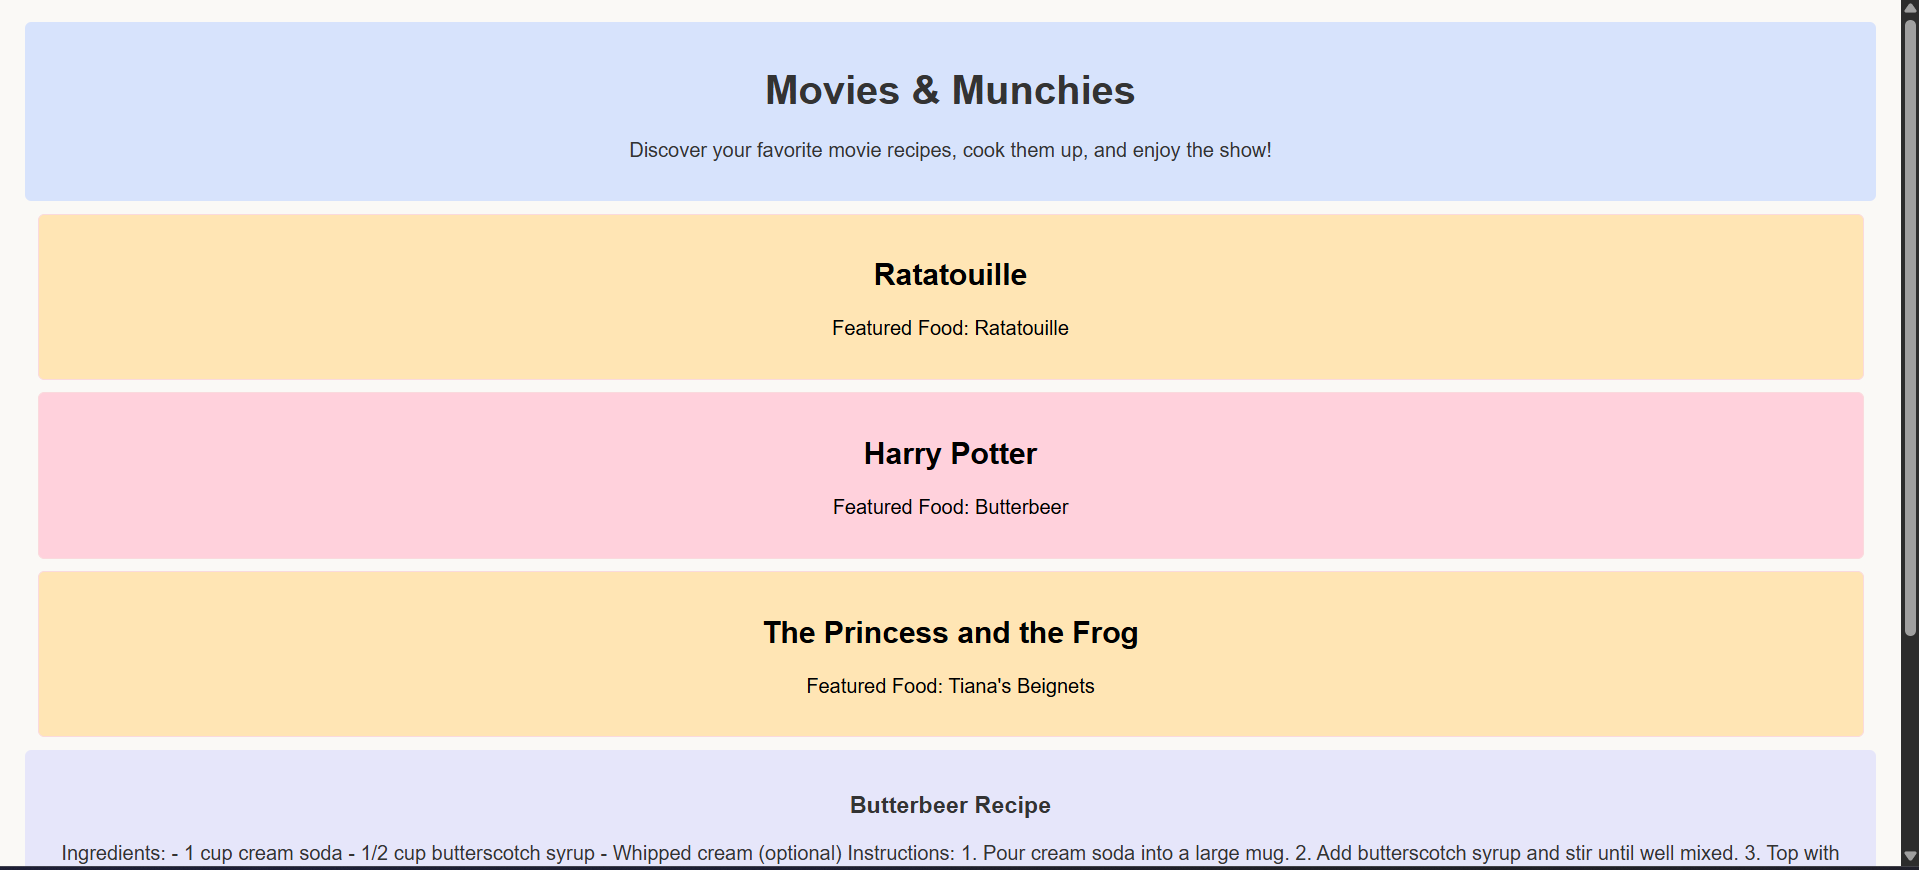 Movies & Munchies
Discover your favorite movie recipes, cook them up, and enjoy the show!
Ratatouille
Featured Food: Ratatouille
Harry Potter
Featured Food: Butterbeer
The Princess and the Frog
Featured Food: Tiana's Beignets
Butterbeer Recipe
Ingredients: - 1 cup cream soda - 1/2 cup butterscotch syrup - Whipped cream (optional) Instructions: 1. Pour cream soda into a large mug. 2. Add butterscotch syrup and stir until well mixed. 3. Top with